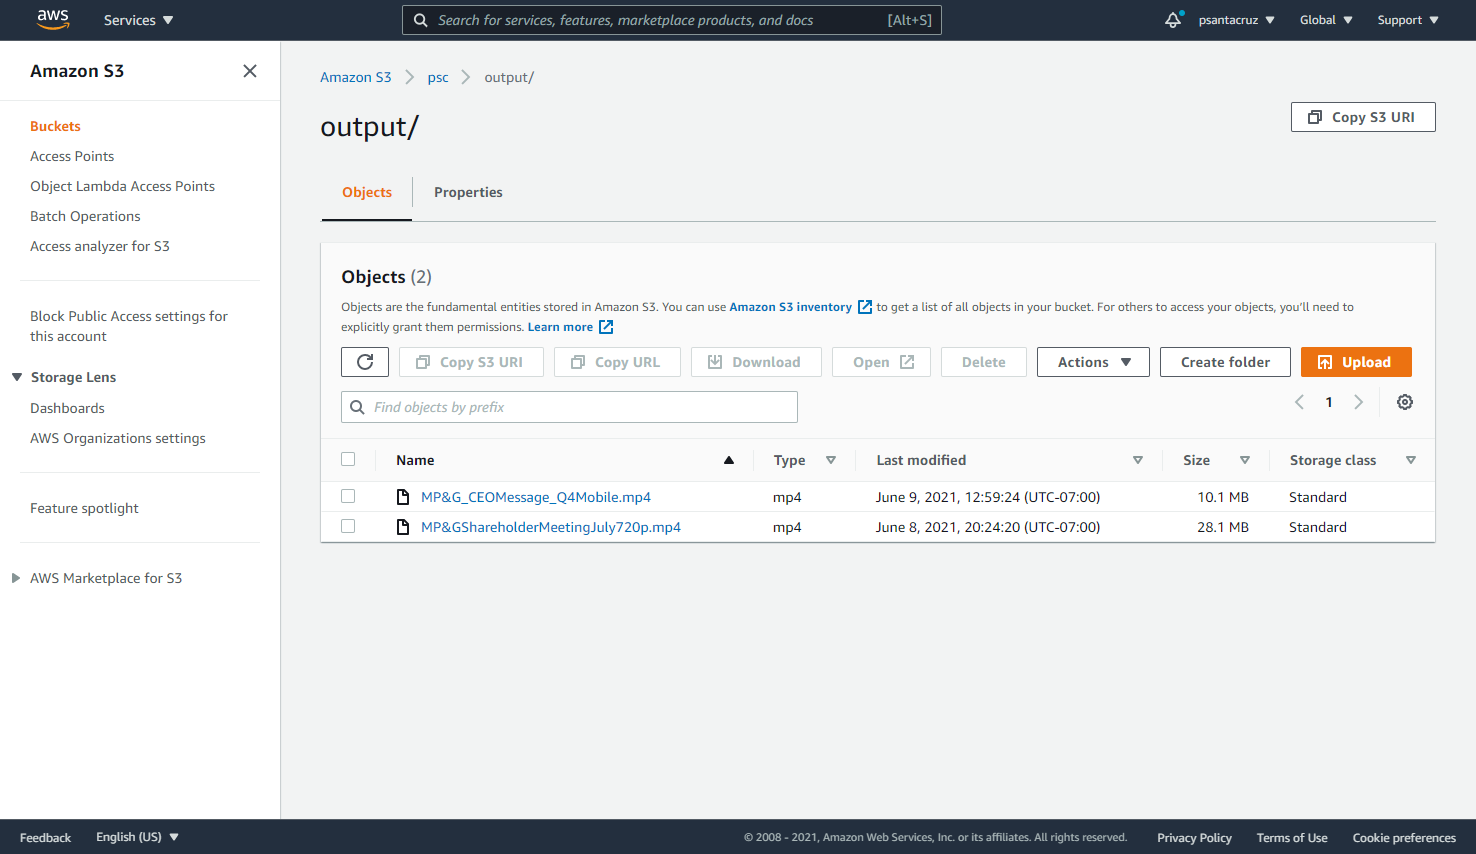 aws Services Search for services, features, marketplace products, and docs [Alt+S] psantacruz Global Support
Amazon S3
Buckets
Access Points
Object Lambda Access Points
Batch Operations
Access analyzer for S3
Block Public Access settings for
this account
Storage Lens
Dashboards
AWS Organizations settings
Feature spotlight
AWS Marketplace for S3
Amazon S3 psc output/
output/
Copy S3 URI
Objects Properties
Objects (2)
Objects are the fundamental entities stored in Amazon S3. You can use Amazon S3 inventory to get a list of all objects in your bucket. For others to access your objects, you’ll need to
explicitly grant them permissions. Learn more
Copy S3 URI Copy URL Download Open Delete Actions Create folder Upload
Find objects by prefix 1
Name Type Last modified Size Storage class
MP&G_CEOMessage_Q4Mobile.mp4 mp4 June 9, 2021, 12:59:24 (UTC-07:00) 10.1 MB Standard
MP&GShareholderMeetingJuly720p.mp4 mp4 June 8, 2021, 20:24:20 (UTC-07:00) 28.1 MB Standard
Feedback English (US) © 2008 - 2021, Amazon Web Services, Inc. or its affiliates. All rights reserved. Privacy Policy Terms of Use Cookie preferences